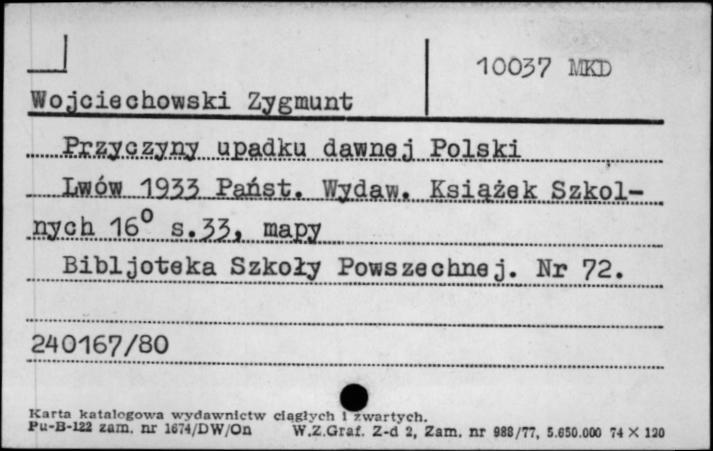 10037 MKD
Wojciechowski Zygmunt
Przyczyny upadku dawnej Polski
Lwów 1933 Państ. Wydaw. Książek Szkol-
nych 16⁰ s.33, mapy
Bibljoteka Szkoły Powszechnej. Nr 72.
240167/80
Karta katalogowa wydawnictw ciągłych i zwartych.
Pu-B-122 zam. nr 1674/DW/On W.Z.Graf. Z-d 2, Zam. nr 988/77, 5.650.000 74 X 120